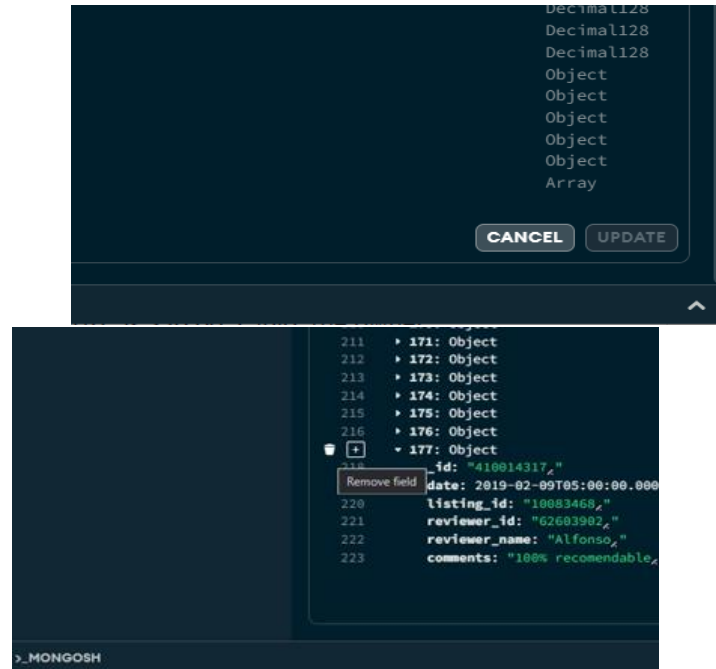 Decimal128
Decimal128
Decimal128
Object
Object
Object
Object
Object
Array
CANCEL UPDATE
211 171: Object
212 172: Object
213 173: Object
214 174: Object
215 175: Object
216 176: Object
177: Object
_id: "410014317"
Remove field date: 2019-02-09T05:00:00.000
220 listing_id: "10083468"
221 reviewer_id: "62603902"
222 reviewer_name: "Alfonso"
223 comments: "100% recomendable
>_MONGOSH